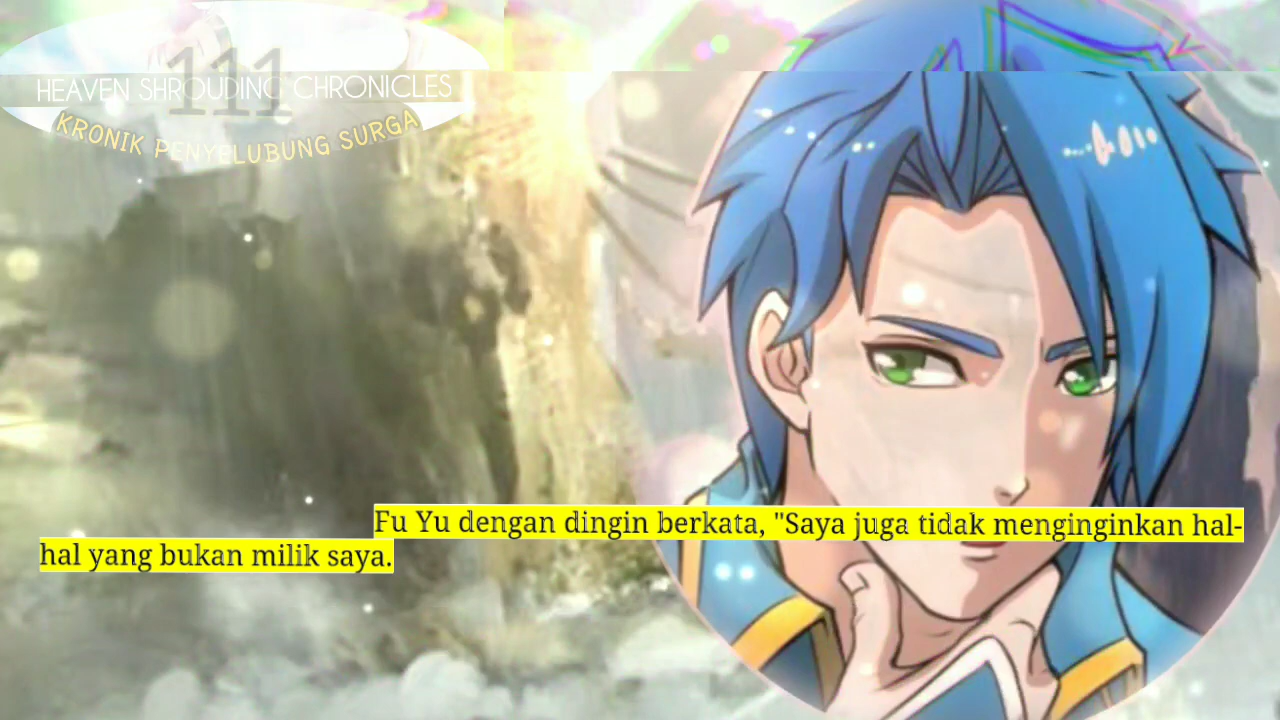 111
HEAVEN SHROUDING CHRONICLES
KRONIK PENYELUBUNG SURGA
Fu Yu dengan dingin berkata, "Saya juga tidak menginginkan hal-
hal yang bukan milik saya.